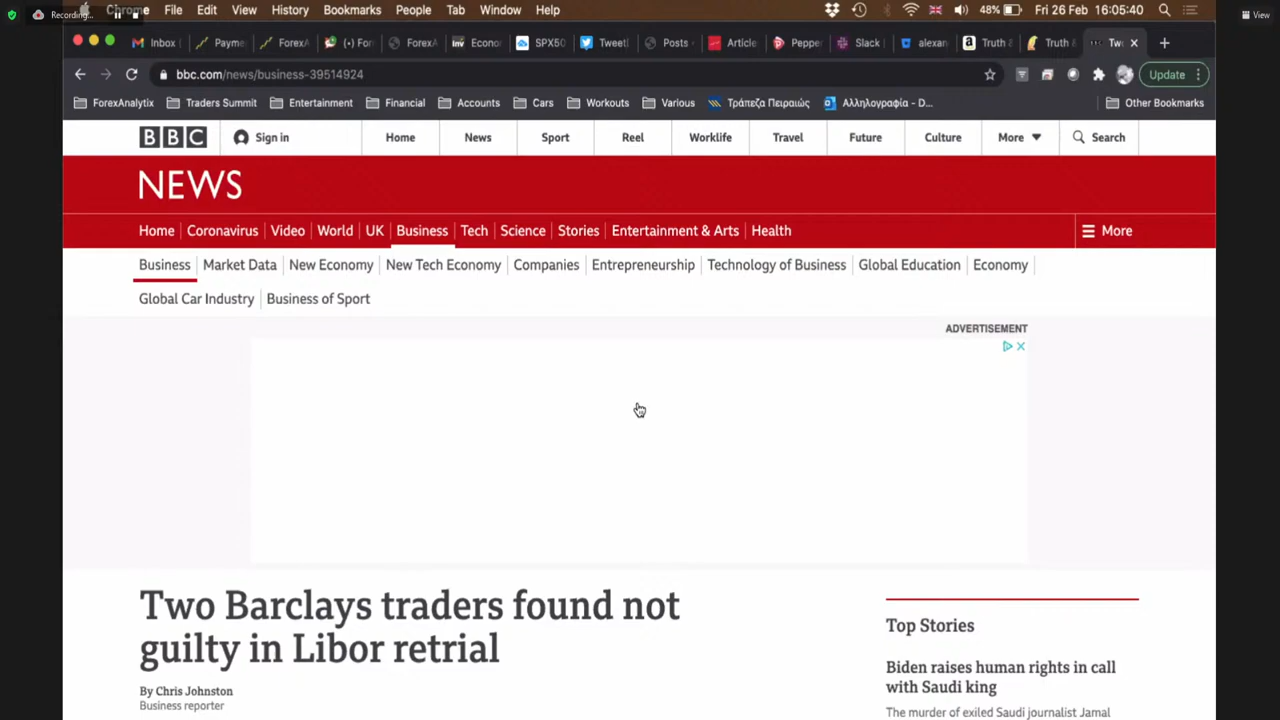 Recording...
View
Chrome File Edit View History Bookmarks People Tab Window Help 48% Fri 26 Feb 16:05:40
Inbox ( Payme ForexA (•) For ForexA Econo SPX50 Tweet Posts Article Pepper Slack alexan Truth & Truth & Tw
bbc.com/news/business-39514924 Update
ForexAnalytix Traders Summit Entertainment Financial Accounts Cars Workouts Various Τράπεζα Πειραιώς Αλληλογραφία - D... Other Bookmarks
BBC Sign in Home News Sport Reel Worklife Travel Future Culture More Search
NEWS
Home Coronavirus Video World UK Business Tech Science Stories Entertainment & Arts Health More
Business Market Data New Economy New Tech Economy Companies Entrepreneurship Technology of Business Global Education Economy
Global Car Industry Business of Sport
ADVERTISEMENT
Two Barclays traders found not
guilty in Libor retrial
By Chris Johnston
Business reporter
Top Stories
Biden raises human rights in call
with Saudi king
The murder of exiled Saudi journalist Jamal